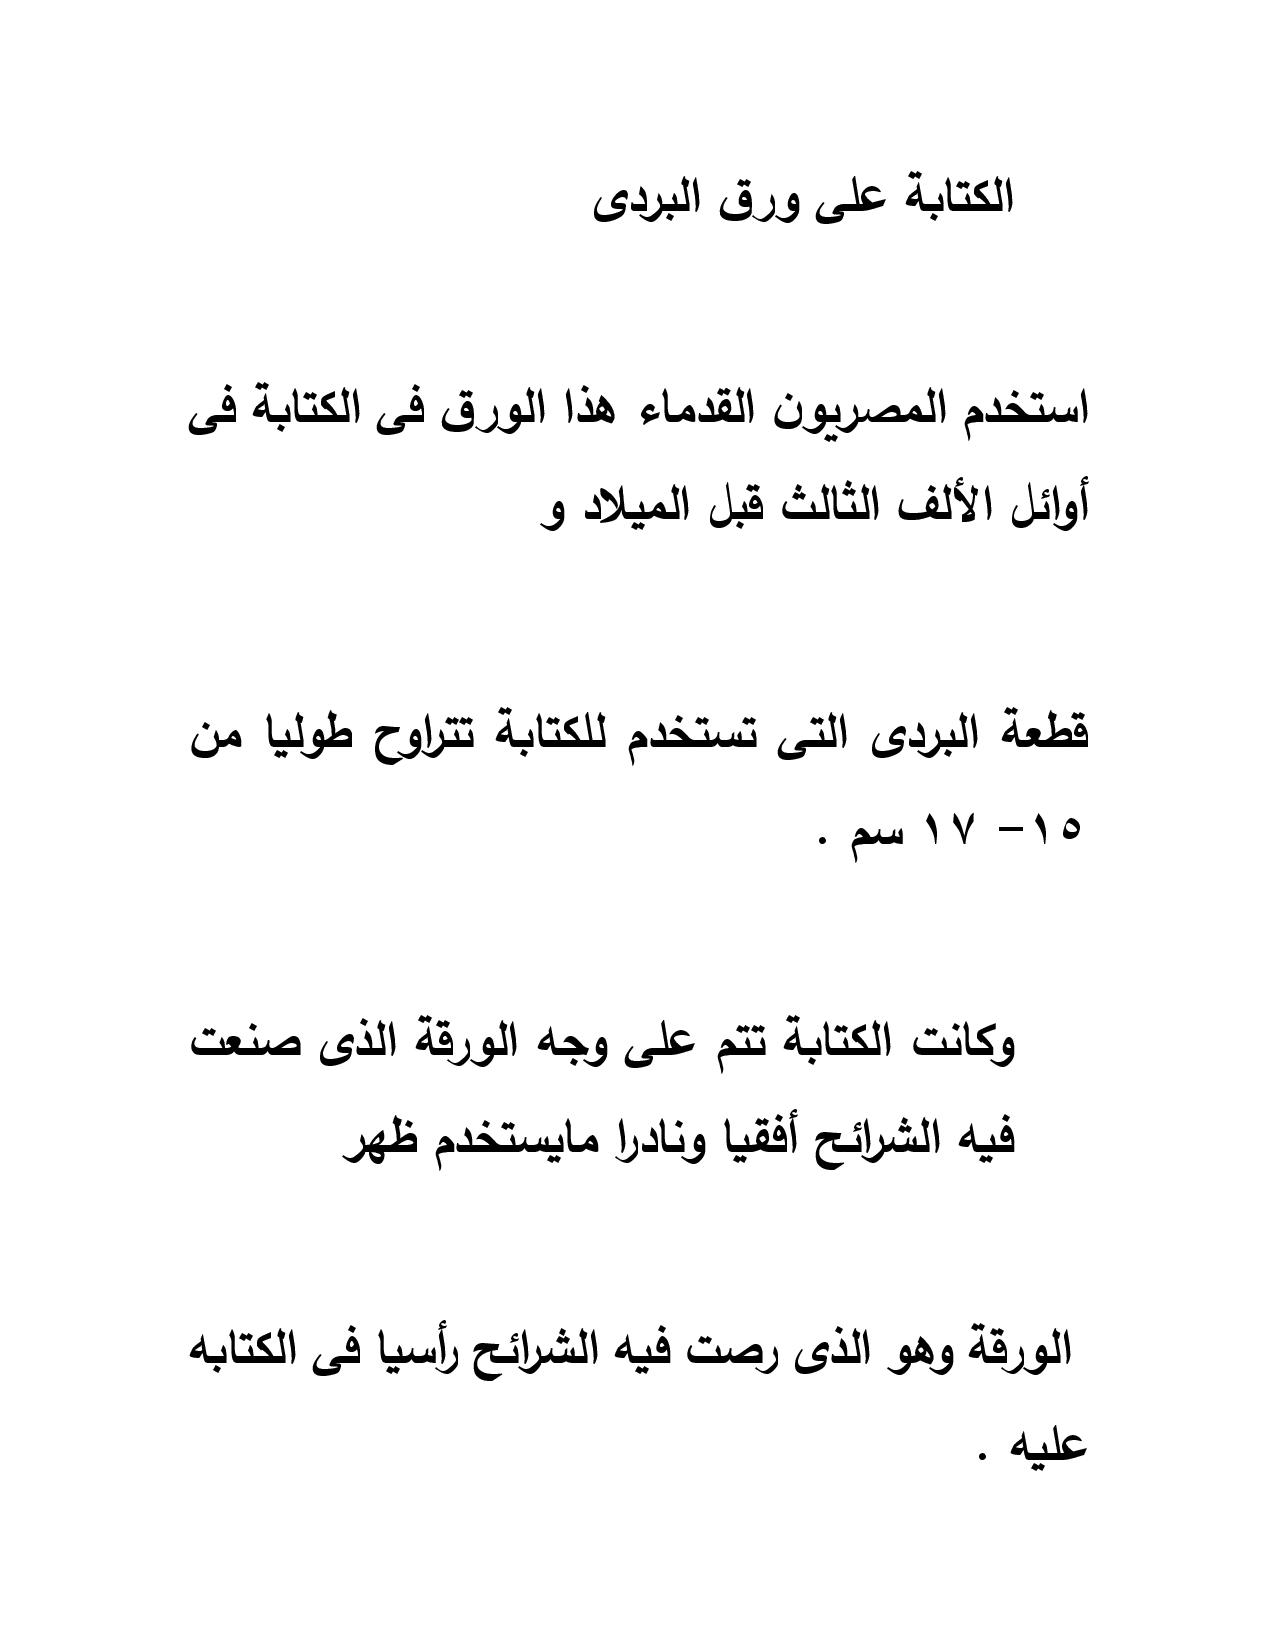 الكتابة على ورق البردى
استخدم المصريون القدماء هذا الورق فى الكتابة فى
أوائل الألف الثالث قبل الميلاد و
قطعة البردى التى تستخدم للكتابة تتراوح طوليا من
١٥- ١٧ سم .
وكانت الكتابة تتم على وجه الورقة الذى صنعت
فيه الشرائح أفقيا ونادرا مايستخدم ظهر
الورقة وهو الذى رصت فيه الشرائح رأسيا فى الكتابه
عليه .